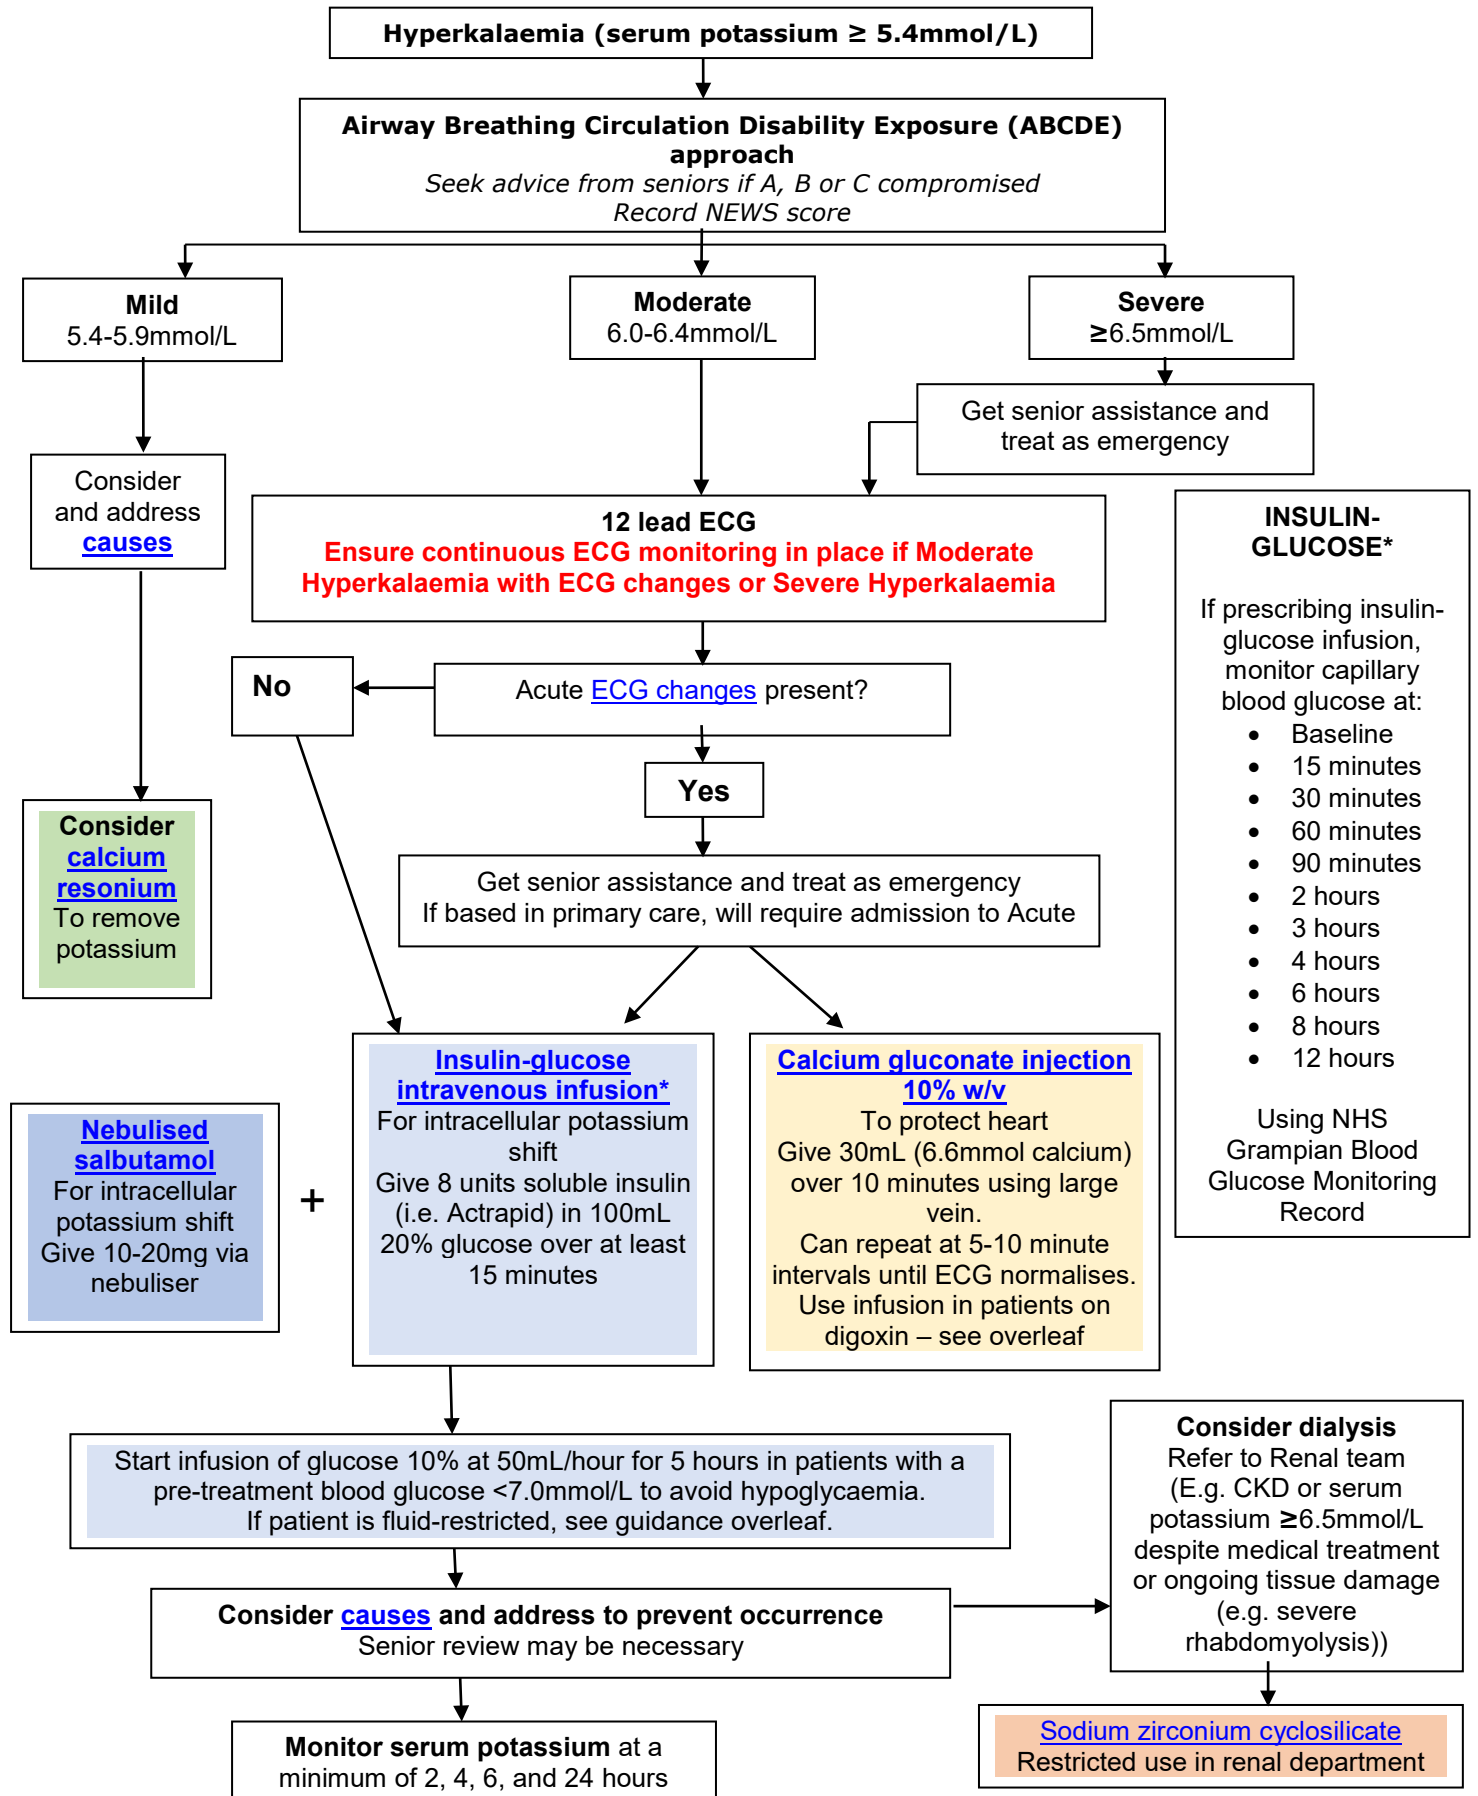 Hyperkalaemia (serum potassium ≥ 5.4mmol/L)
Airway Breathing Circulation Disability Exposure (ABCDE)
approach
Seek advice from seniors if A, B or C compromised
Record NEWS score
Mild
5.4-5.9mmol/L
Moderate
6.0-6.4mmol/L
Severe
≥6.5mmol/L
Get senior assistance and
treat as emergency
Consider
and address
causes
12 lead ECG
Ensure continuous ECG monitoring in place if Moderate
Hyperkalaemia with ECG changes or Severe Hyperkalaemia
INSULIN-
GLUCOSE*
If prescribing insulin-
glucose infusion,
monitor capillary
blood glucose at:
• Baseline
• 15 minutes
• 30 minutes
• 60 minutes
• 90 minutes
• 2 hours
• 3 hours
• 4 hours
• 6 hours
• 8 hours
• 12 hours
Using NHS
Grampian Blood
Glucose Monitoring
Record
No
Acute ECG changes present?
Yes
Consider
calcium
resonium
To remove
potassium
Get senior assistance and treat as emergency
If based in primary care, will require admission to Acute
Nebulised
salbutamol
For intracellular
potassium shift
Give 10-20mg via
nebuliser
+
Insulin-glucose
intravenous infusion*
For intracellular potassium
shift
Give 8 units soluble insulin
(i.e. Actrapid) in 100mL
20% glucose over at least
15 minutes
Calcium gluconate injection
10% w/v
To protect heart
Give 30mL (6.6mmol calcium)
over 10 minutes using large
vein.
Can repeat at 5-10 minute
intervals until ECG normalises.
Use infusion in patients on
digoxin – see overleaf
Start infusion of glucose 10% at 50mL/hour for 5 hours in patients with a
pre-treatment blood glucose <7.0mmol/L to avoid hypoglycaemia.
If patient is fluid-restricted, see guidance overleaf.
Consider dialysis
Refer to Renal team
(E.g. CKD or serum
potassium ≥6.5mmol/L
despite medical treatment
or ongoing tissue damage
(e.g. severe
rhabdomyolysis))
Consider causes and address to prevent occurrence
Senior review may be necessary
Monitor serum potassium at a
minimum of 2, 4, 6, and 24 hours
Sodium zirconium cyclosilicate
Restricted use in renal department